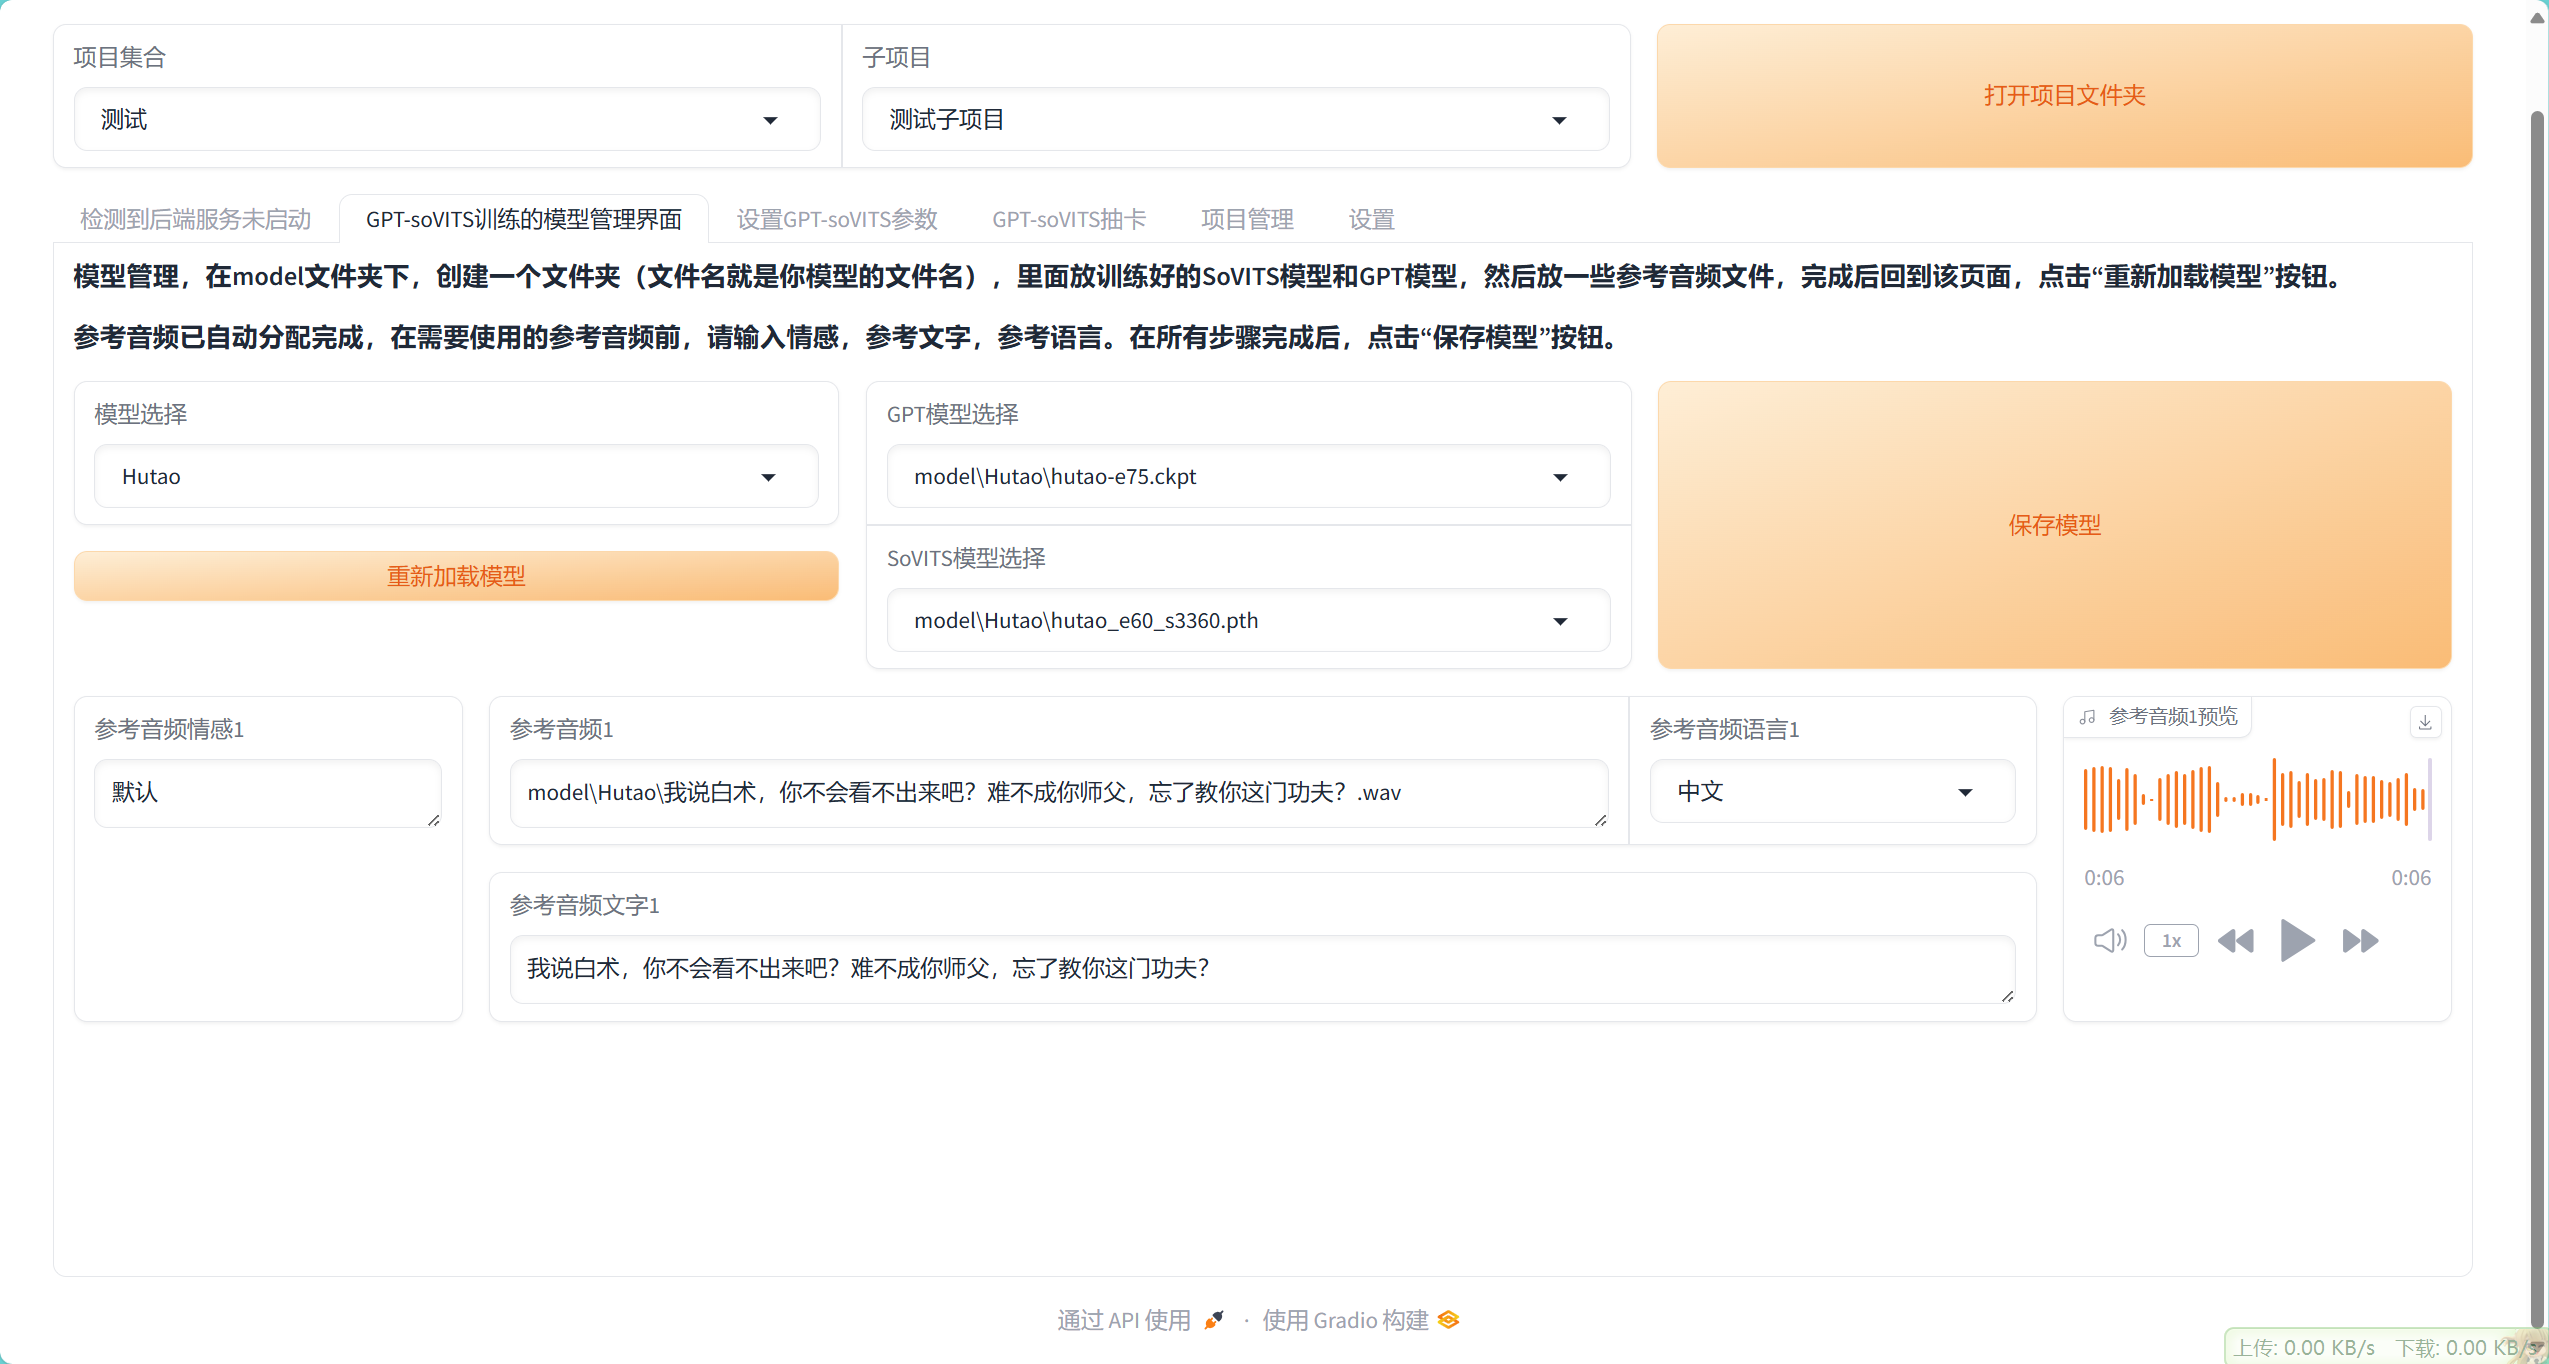 项目集合
子项目
测试
测试子项目
打开项目文件夹
检测到后端服务未启动
GPT-soVITS训练的模型管理界面
设置GPT-soVITS参数
GPT-soVITS抽卡
项目管理
设置
模型管理，在model文件夹下，创建一个文件夹（文件名就是你模型的文件名），里面放训练好的SoVITS模型和GPT模型，然后放一些参考音频文件，完成后回到该页面，点击“重新加载模型”按钮。
参考音频已自动分配完成，在需要使用的参考音频前，请输入情感，参考文字，参考语言。在所有步骤完成后，点击“保存模型”按钮。
模型选择
Hutao
重新加载模型
GPT模型选择
model\Hutao\hutao-e75.ckpt
SoVITS模型选择
model\Hutao\hutao_e60_s3360.pth
保存模型
参考音频情感1
默认
参考音频1
model\Hutao\我说白术，你不会看不出来吧？难不成你师父，忘了教你这门功夫？.wav
参考音频语言1
中文
参考音频文字1
我说白术，你不会看不出来吧？难不成你师父，忘了教你这门功夫？
参考音频1预览
0:06
0:06
1x
通过 API 使用 · 使用 Gradio 构建
上传: 0.00 KB/s 下载: 0.00 KB/s